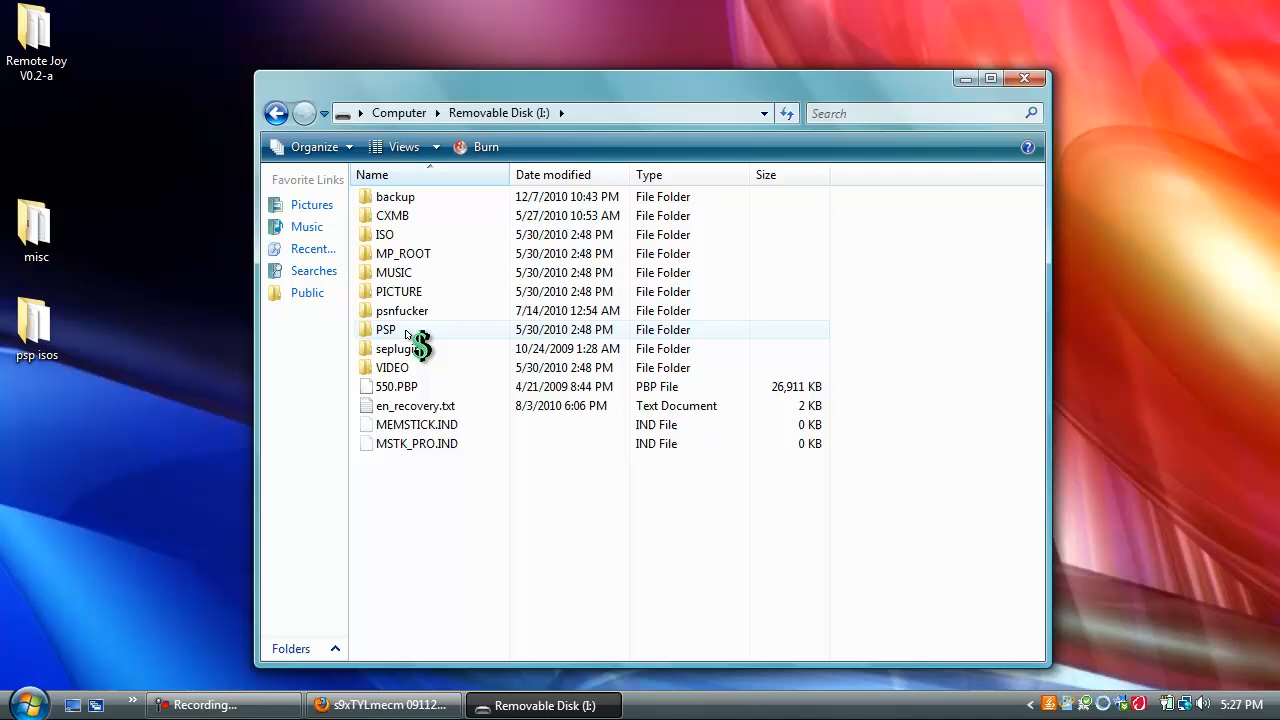 Remote Joy
V0.2-a
misc
psp isos
Computer
Removable Disk (I:)
Search
Organize
Views
Burn
Favorite Links
Pictures
Music
Recent...
Searches
Public
Folders
Name Date modified Type Size
backup 12/7/2010 10:43 PM File Folder
CXMB 5/27/2010 10:53 AM File Folder
ISO 5/30/2010 2:48 PM File Folder
MP_ROOT 5/30/2010 2:48 PM File Folder
MUSIC 5/30/2010 2:48 PM File Folder
PICTURE 5/30/2010 2:48 PM File Folder
psnfucker 7/14/2010 12:54 AM File Folder
PSP 5/30/2010 2:48 PM File Folder
10/24/2009 1:28 AM File Folder
VIDEO 5/30/2010 2:48 PM File Folder
550.PBP 4/21/2009 8:44 PM PBP File 26,911 KB
en_recovery.txt 8/3/2010 6:06 PM Text Document 2 KB
MEMSTICK.IND IND File 0 KB
MSTK_PRO.IND IND File 0 KB
Recording...
s9xTYLmecm 09112...
Removable Disk (I:)
5:27 PM